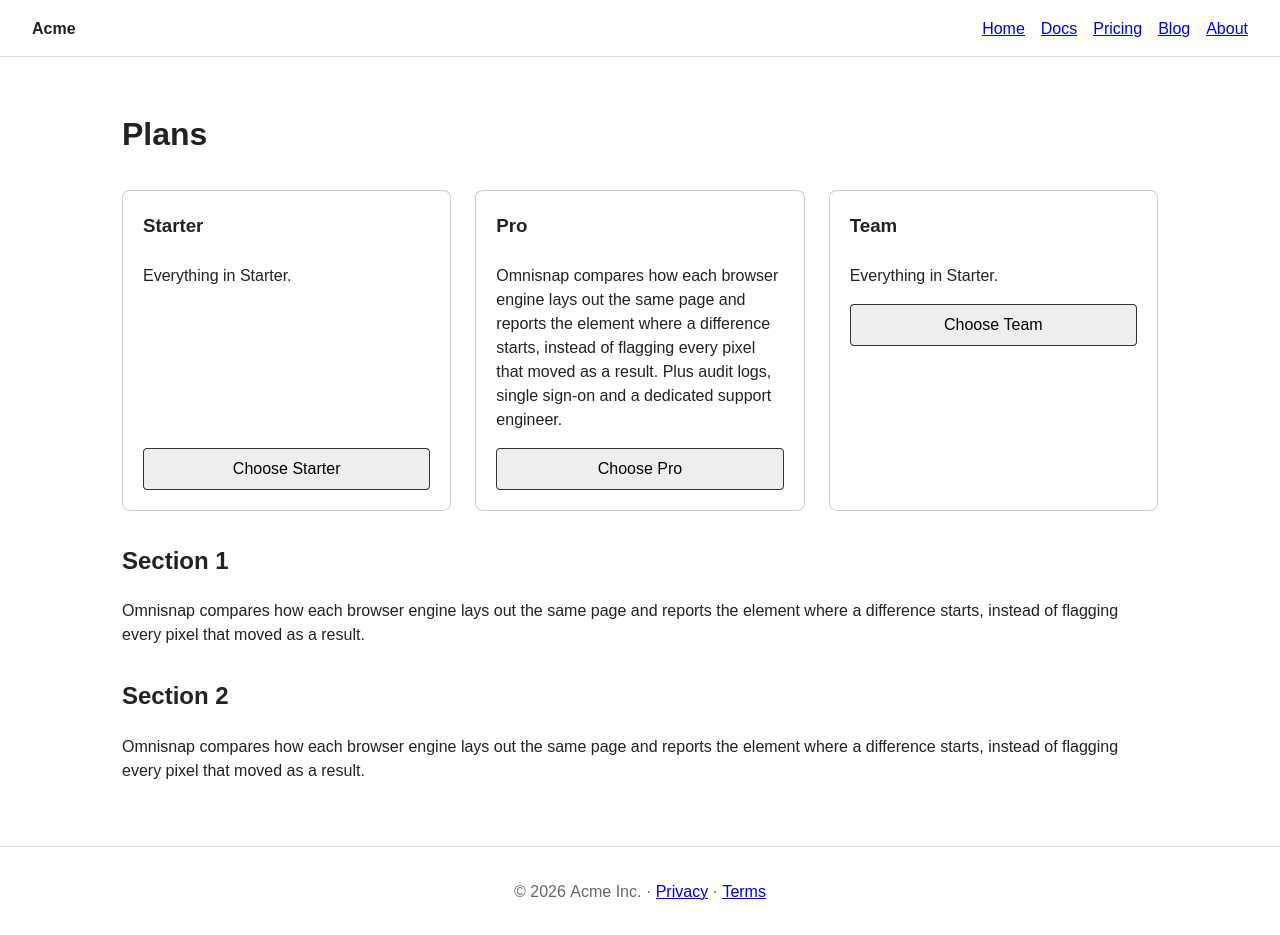 Acme
Home Docs Pricing Blog About
Plans
Starter
Everything in Starter.
Choose Starter
Pro
Omnisnap compares how each browser
engine lays out the same page and
reports the element where a difference
starts, instead of flagging every pixel
that moved as a result. Plus audit logs,
single sign-on and a dedicated support
engineer.
Choose Pro
Team
Everything in Starter.
Choose Team
Section 1
Omnisnap compares how each browser engine lays out the same page and reports the element where a difference starts, instead of flagging
every pixel that moved as a result.
Section 2
Omnisnap compares how each browser engine lays out the same page and reports the element where a difference starts, instead of flagging
every pixel that moved as a result.
© 2026 Acme Inc. · Privacy · Terms